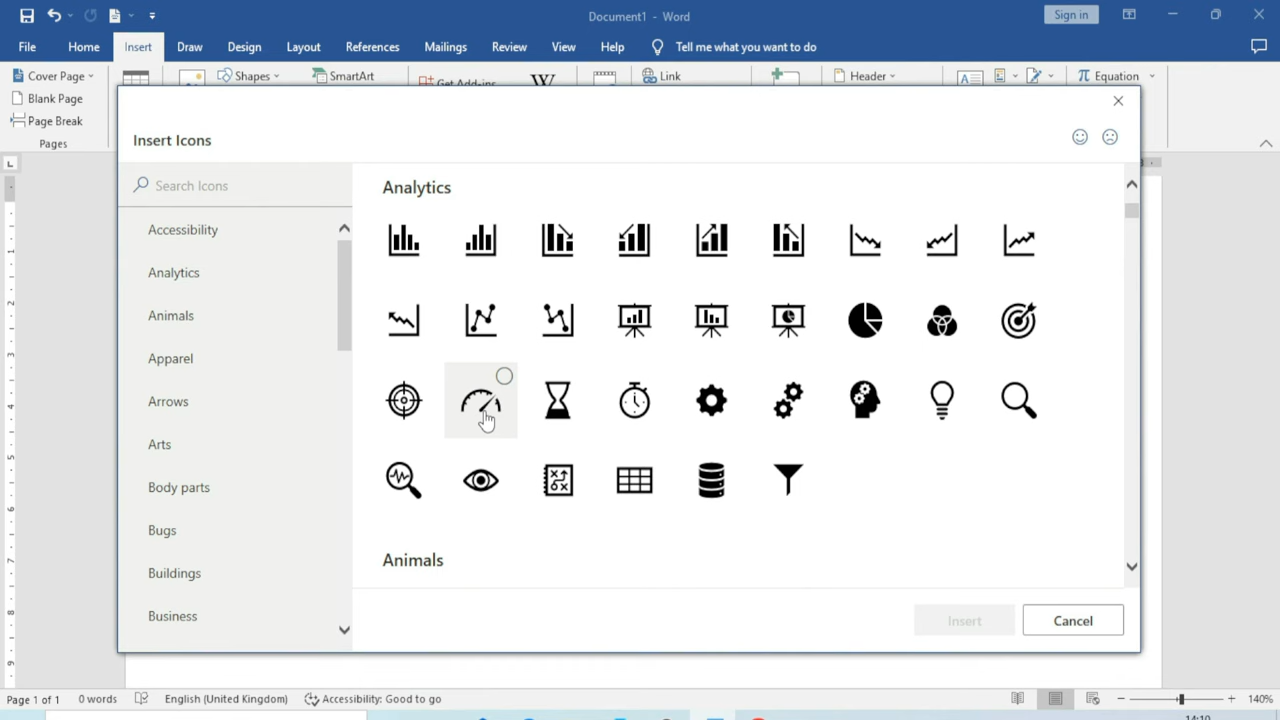 Document1 - Word
Sign in
File Home Insert Draw Design Layout References Mailings Review View Help Tell me what you want to do
Cover Page
Blank Page
Page Break
Pages
Shapes
SmartArt
Get Add-ins
W
Link
Header
A
π Equation
Insert Icons
Search Icons
Accessibility
Analytics
Animals
Apparel
Arrows
Arts
Body parts
Bugs
Buildings
Business
Analytics
Animals
Insert Cancel
Page 1 of 1 0 words English (United Kingdom) Accessibility: Good to go 140%